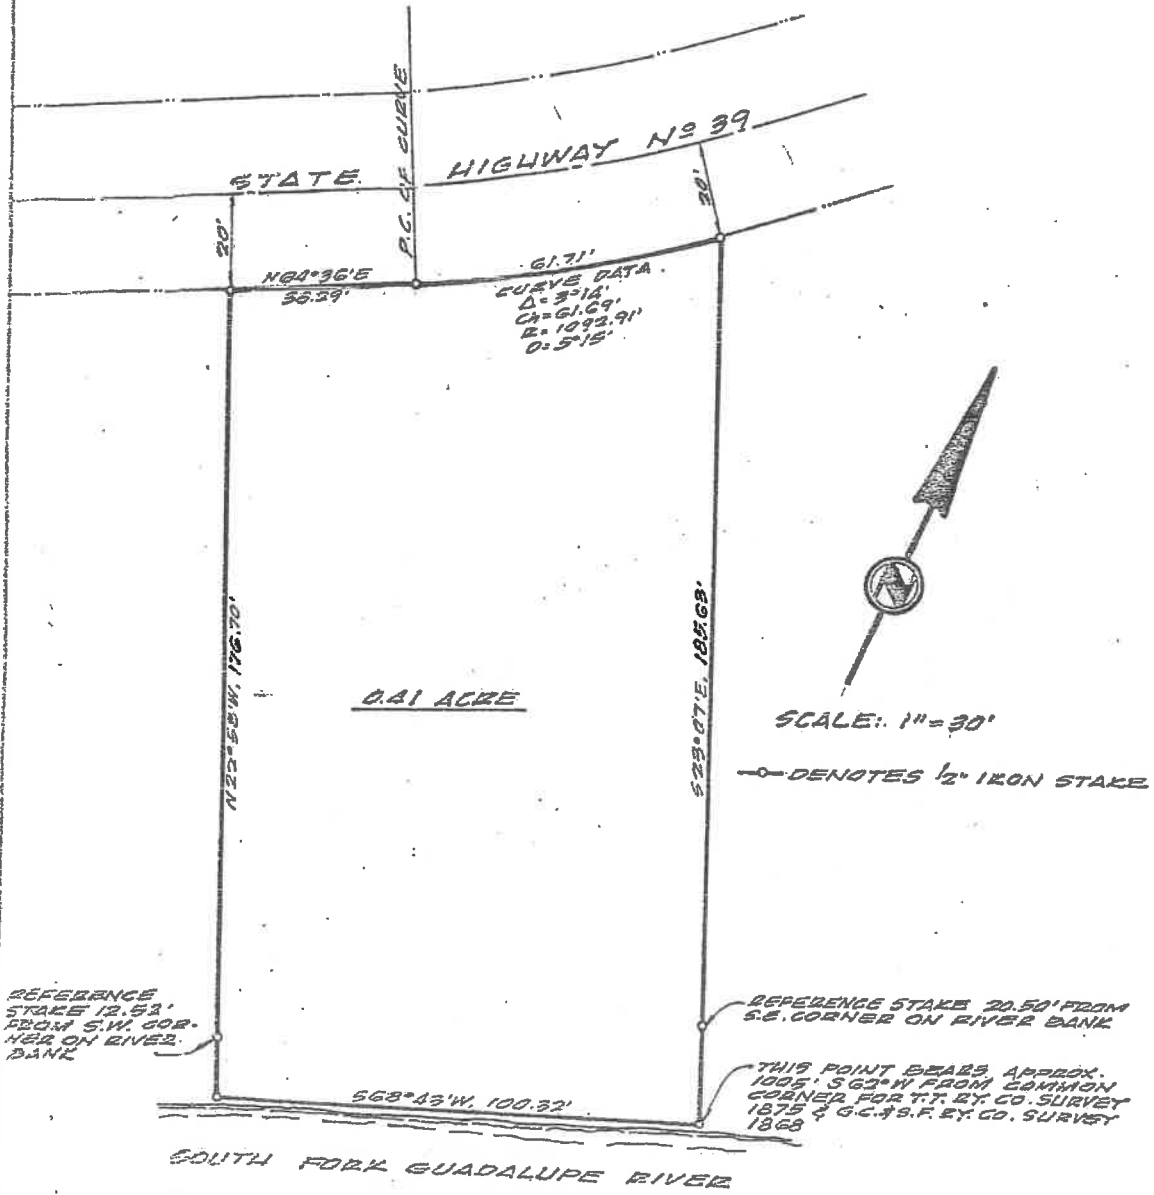 STATE HIGHWAY Nº 39
P.C. OF CURVE
20'
30'
N64°36'E
61.71'
CURVE DATA
Δ=3°14'
Ch=61.69'
R=1092.91'
D=5°15'
N22°58'W, 176.70'
0.41 ACRE
S23°07'E, 185.63'
N
SCALE: 1"=30'
DENOTES ½" IRON STAKE
REFERENCE
STAKE 12.52'
FROM S.W. COR-
NER ON RIVER
BANK
REFERENCE STAKE 20.50' FROM
S.E. CORNER ON RIVER BANK
THIS POINT BEARS APPROX.
1005' S62°W FROM COMMON
CORNER FOR T.T. RY. CO. SURVEY
1875 & G.C.&S.F. RY. CO. SURVEY
1868
S68°43'W, 100.32'
SOUTH FORK GUADALUPE RIVER